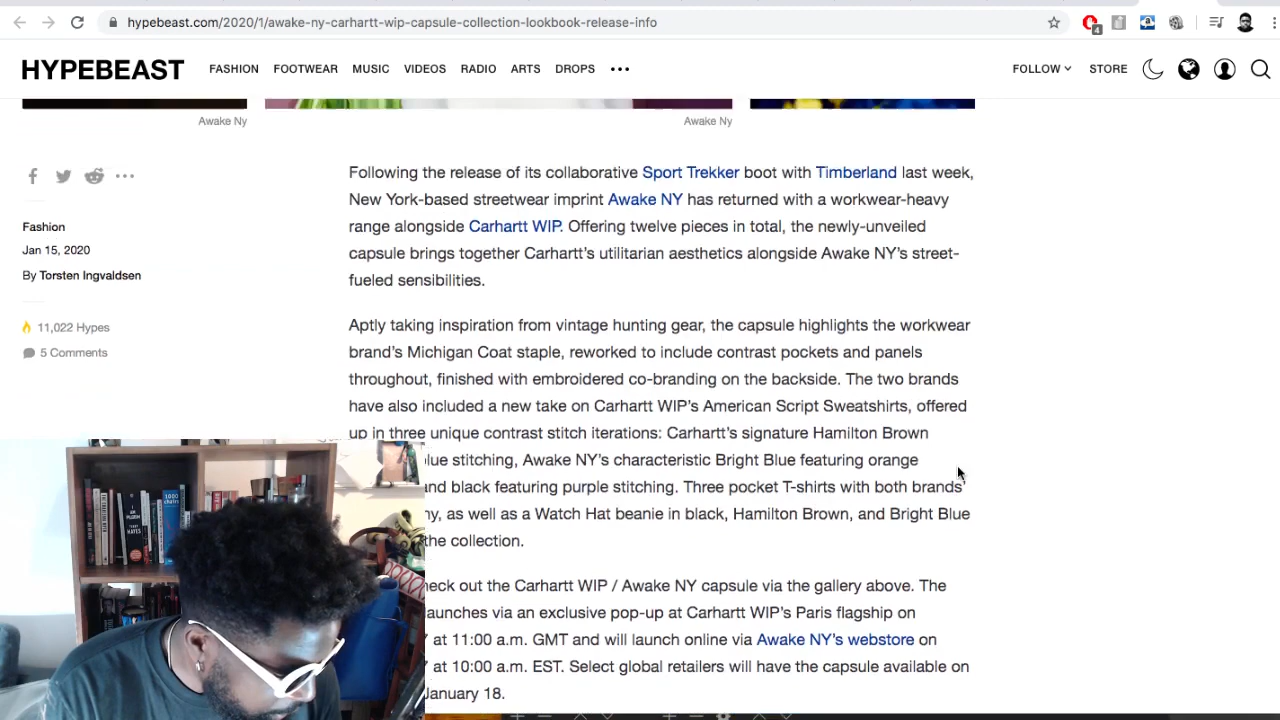 hypebeast.com/2020/1/awake-ny-carhartt-wip-capsule-collection-lookbook-release-info
4
HYPEBEAST
FASHION FOOTWEAR MUSIC VIDEOS RADIO ARTS DROPS
FOLLOW STORE
Awake Ny
Awake Ny
Fashion
Jan 15, 2020
By Torsten Ingvaldsen
11,022 Hypes
5 Comments
Following the release of its collaborative Sport Trekker boot with Timberland last week,
New York-based streetwear imprint Awake NY has returned with a workwear-heavy
range alongside Carhartt WIP. Offering twelve pieces in total, the newly-unveiled
capsule brings together Carhartt’s utilitarian aesthetics alongside Awake NY’s street-
fueled sensibilities.
Aptly taking inspiration from vintage hunting gear, the capsule highlights the workwear
brand’s Michigan Coat staple, reworked to include contrast pockets and panels
throughout, finished with embroidered co-branding on the backside. The two brands
have also included a new take on Carhartt WIP’s American Script Sweatshirts, offered
up in three unique contrast stitch iterations: Carhartt’s signature Hamilton Brown
lue stitching, Awake NY’s characteristic Bright Blue featuring orange
and black featuring purple stitching. Three pocket T-shirts with both brands’
ny, as well as a Watch Hat beanie in black, Hamilton Brown, and Bright Blue
the collection.
heck out the Carhartt WIP / Awake NY capsule via the gallery above. The
launches via an exclusive pop-up at Carhartt WIP’s Paris flagship on
at 11:00 a.m. GMT and will launch online via Awake NY’s webstore on
at 10:00 a.m. EST. Select global retailers will have the capsule available on
January 18.
I AM PILGRIM
TERRY HAYES
1000 chairs